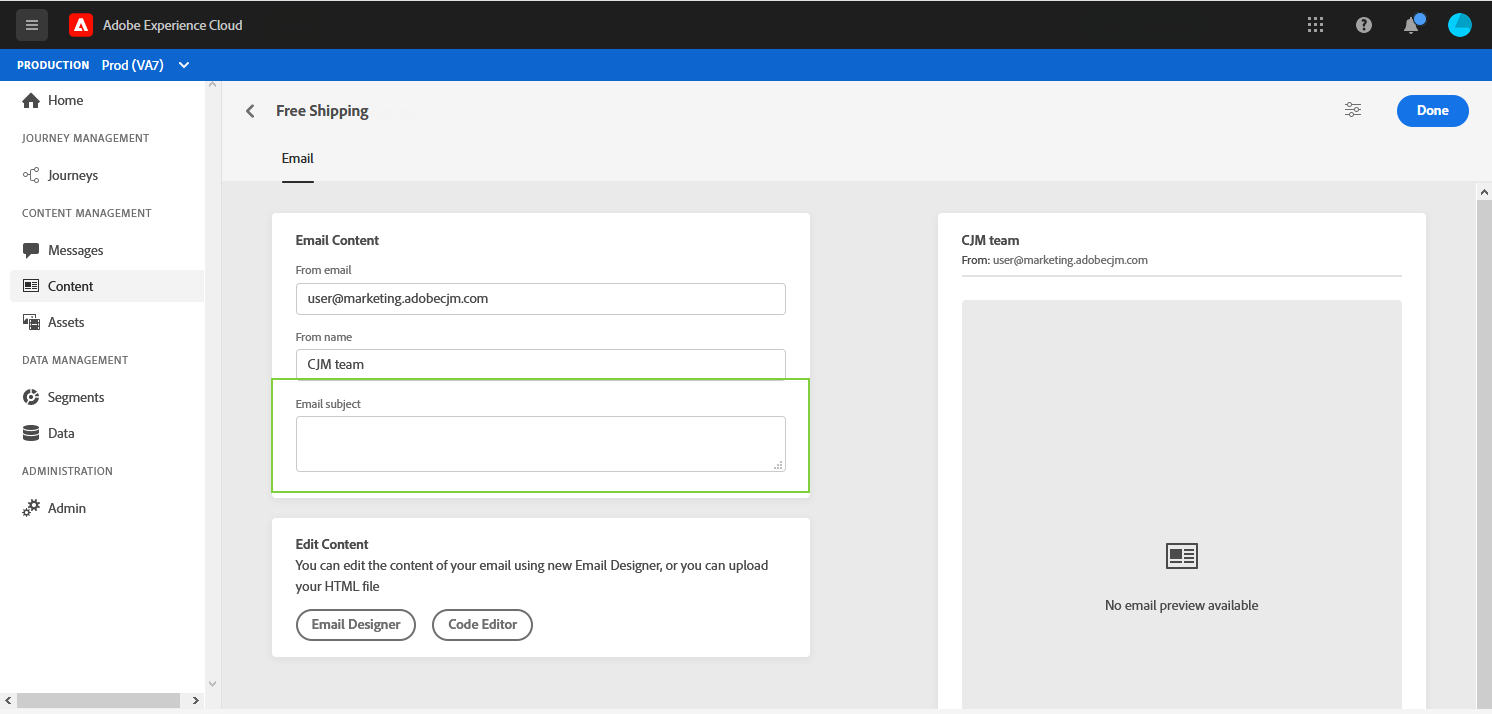 Adobe Experience Cloud
PRODUCTION Prod (VA7)
Home
JOURNEY MANAGEMENT
Journeys
CONTENT MANAGEMENT
Messages
Content
Assets
DATA MANAGEMENT
Segments
Data
ADMINISTRATION
Admin
Free Shipping
Done
Email
Email Content
From email
user@marketing.adobecjm.com
From name
CJM team
Email subject
Edit Content
You can edit the content of your email using new Email Designer, or you can upload
your HTML file
Email Designer
Code Editor
CJM team
From: user@marketing.adobecjm.com
No email preview available